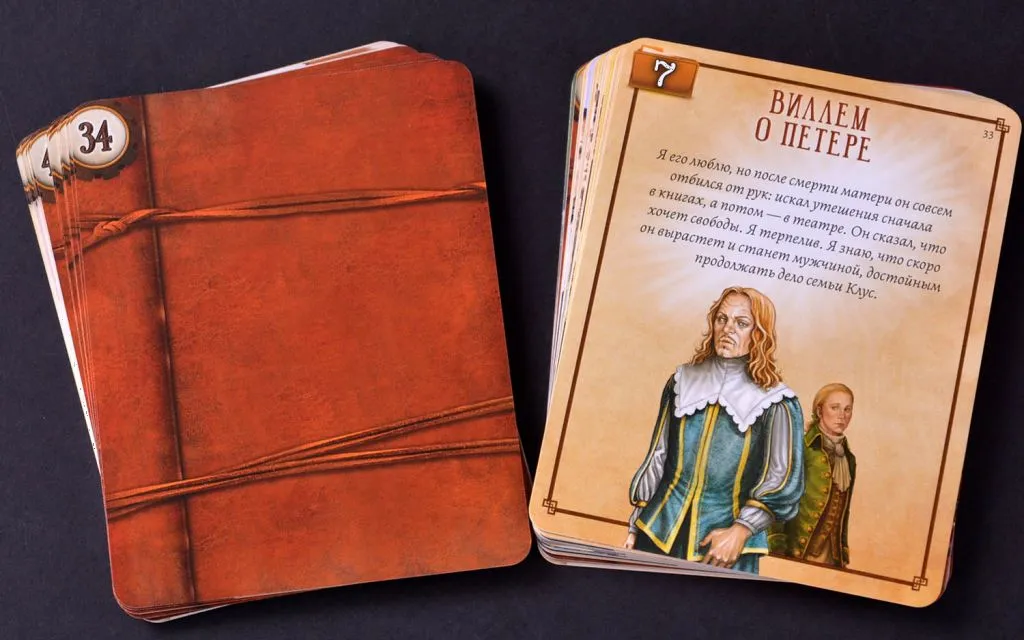 34
4
7
33
ВИЛЛЕМ
О ПЕТЕРЕ
Я его люблю, но после смерти матери он совсем
отбился от рук: искал утешения сначала
в книгах, а потом — в театре. Он сказал, что
хочет свободы. Я терпелив. Я знаю, что скоро
он вырастет и станет мужчиной, достойным
продолжать дело семьи Клус.